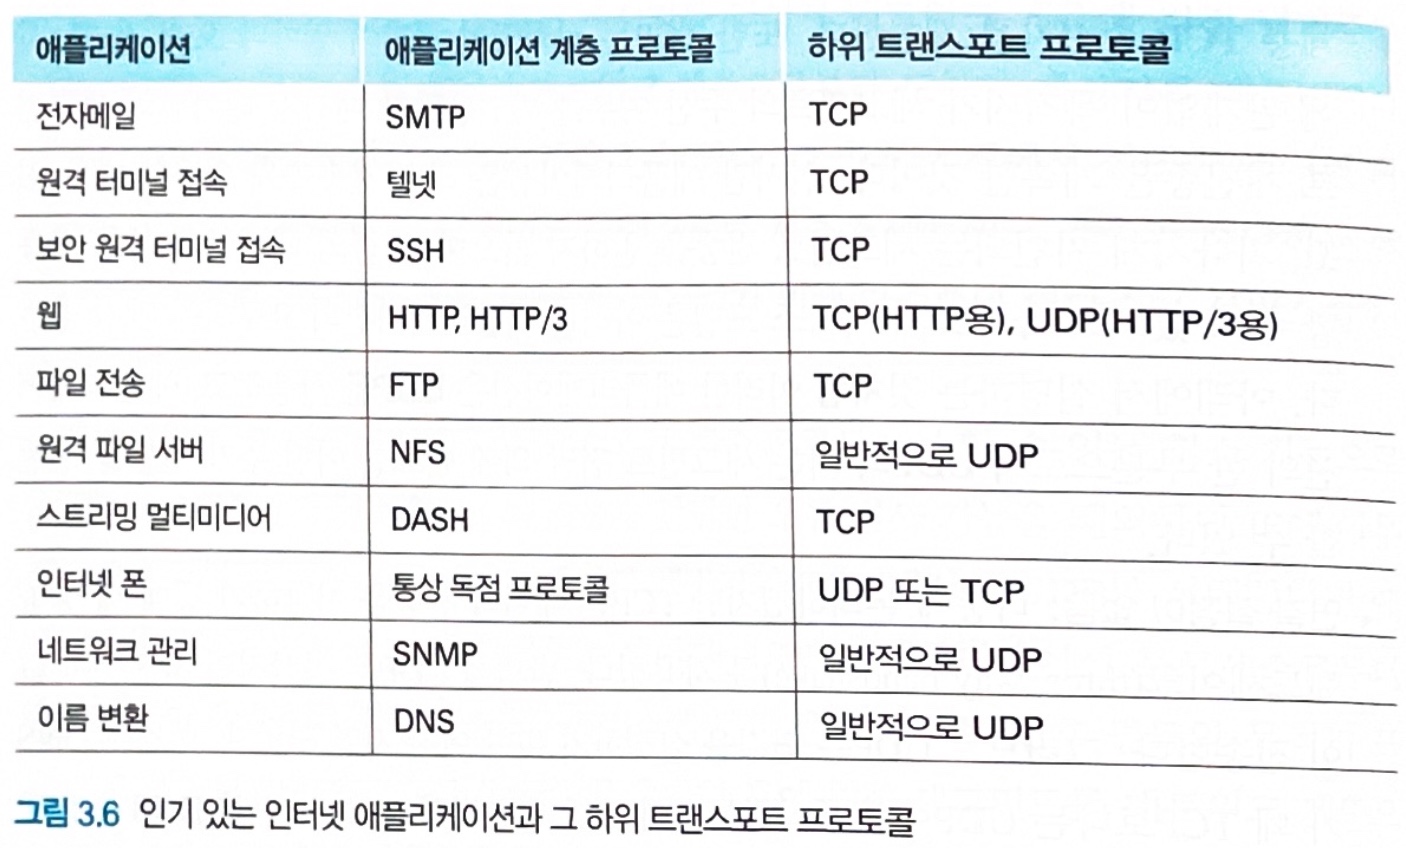 애플리케이션 애플리케이션 계층 프로토콜 하위 트랜스포트 프로토콜
전자메일 SMTP TCP
원격 터미널 접속 텔넷 TCP
보안 원격 터미널 접속 SSH TCP
웹 HTTP, HTTP/3 TCP(HTTP용), UDP(HTTP/3용)
파일 전송 FTP TCP
원격 파일 서버 NFS 일반적으로 UDP
스트리밍 멀티미디어 DASH TCP
인터넷 폰 통상 독점 프로토콜 UDP 또는 TCP
네트워크 관리 SNMP 일반적으로 UDP
이름 변환 DNS 일반적으로 UDP
그림 3.6 인기 있는 인터넷 애플리케이션과 그 하위 트랜스포트 프로토콜